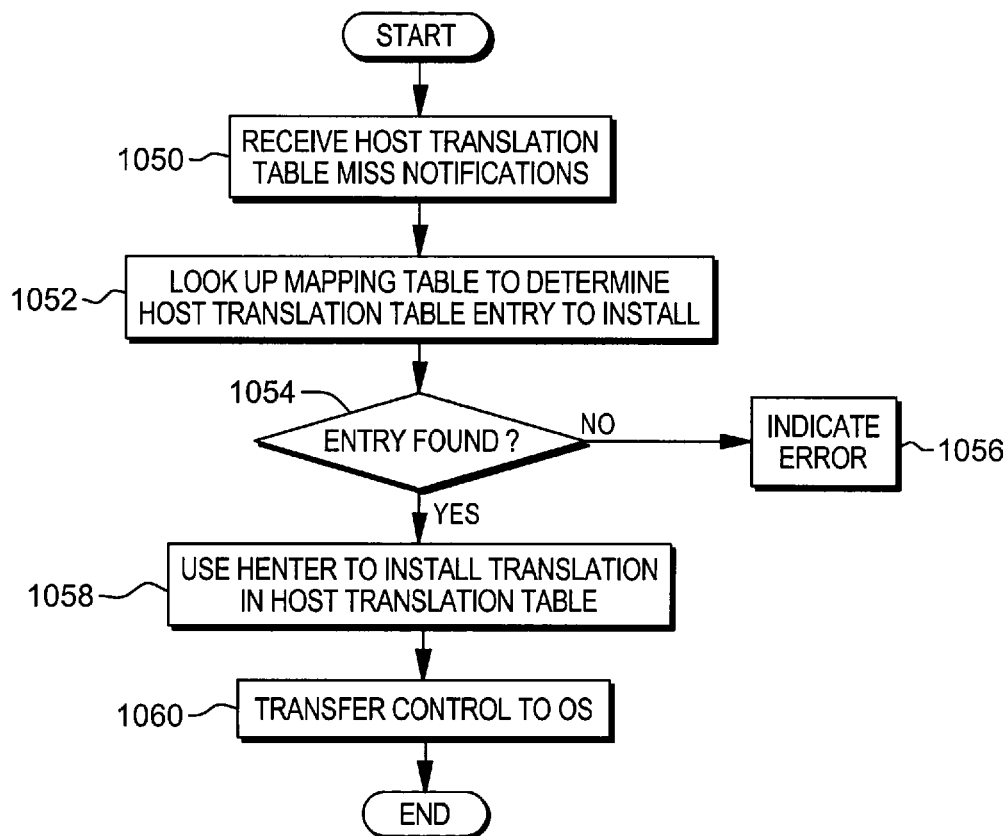 START
1050
RECEIVE HOST TRANSLATION
TABLE MISS NOTIFICATIONS
1052
LOOK UP MAPPING TABLE TO DETERMINE
HOST TRANSLATION TABLE ENTRY TO INSTALL
1054
ENTRY FOUND ?
NO
INDICATE
ERROR
1056
YES
1058
USE HENTER TO INSTALL TRANSLATION
IN HOST TRANSLATION TABLE
1060
TRANSFER CONTROL TO OS
END